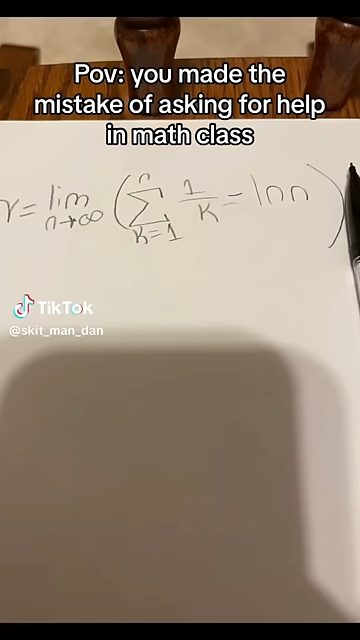 Pov: you made the
mistake of asking for help
in math class
γ = lim n→∞ ( n ∑ k=1 1/k = ln n )
TikTok
@skit_man_dan